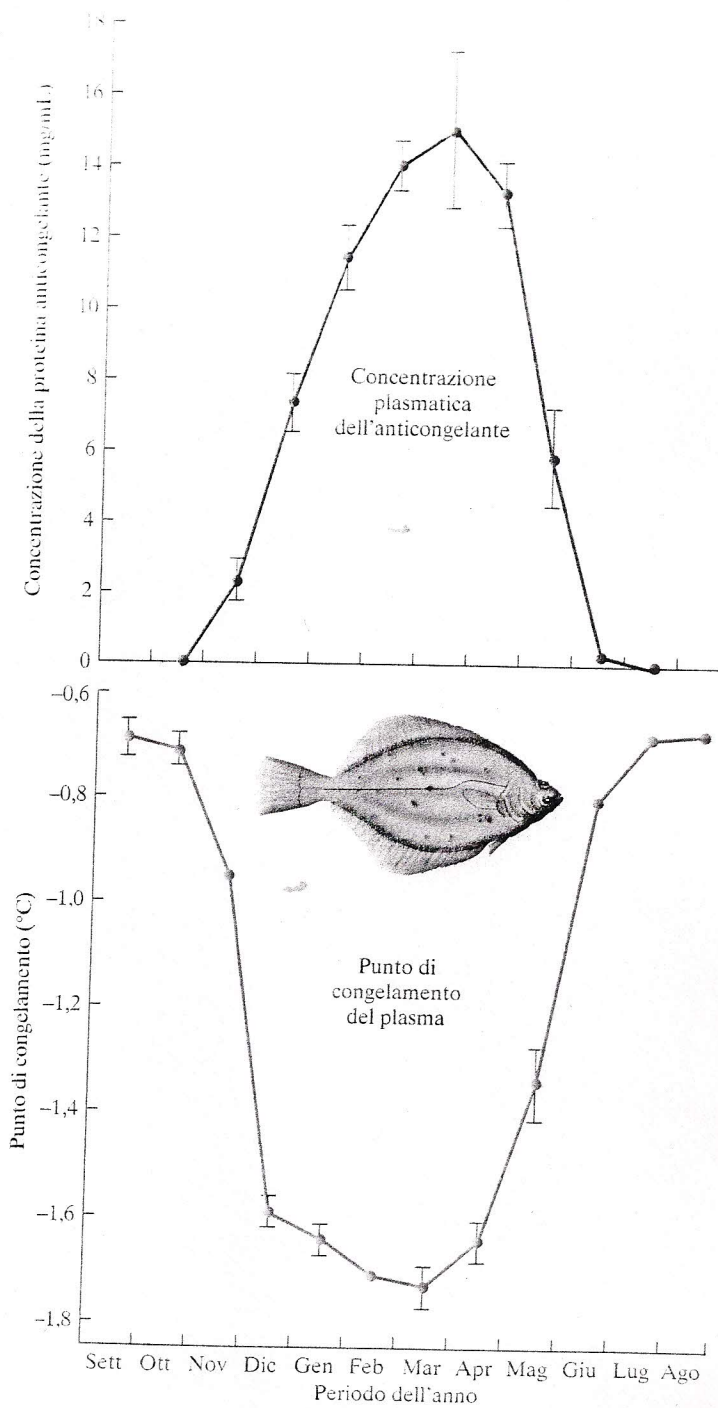 Concentrazione della proteina anticongelante (mg/mL)
18
16
14
12
10
8
6
4
2
0
Concentrazione
plasmatica
dell'anticongelante
Punto di congelamento (°C)
–0,6
–0,8
–1,0
–1,2
–1,4
–1,6
–1,8
Punto di
congelamento
del plasma
Sett Ott Nov Dic Gen Feb Mar Apr Mag Giu Lug Ago
Periodo dell'anno